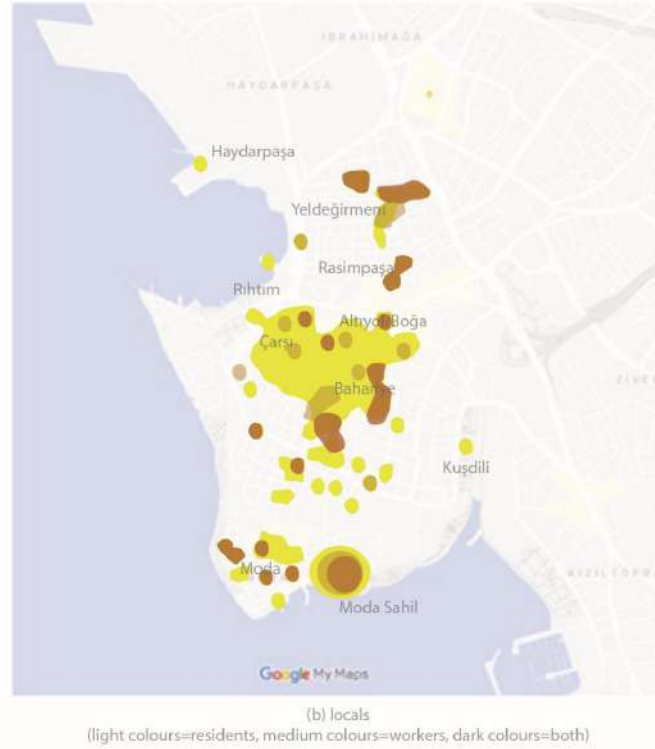 IBRAHIMAĞA
HAYDARPAŞA
Haydarpaşa
Yeldeğirmeni
Rasimpaşa
Rıhtım
Altıyol Boğa
Çarşı
Bahariye
Kuşdili
Moda
KIZILTOPRA
Moda Sahil
Google My Maps
(b) locals
(light colours=residents, medium colours=workers, dark colours=both)